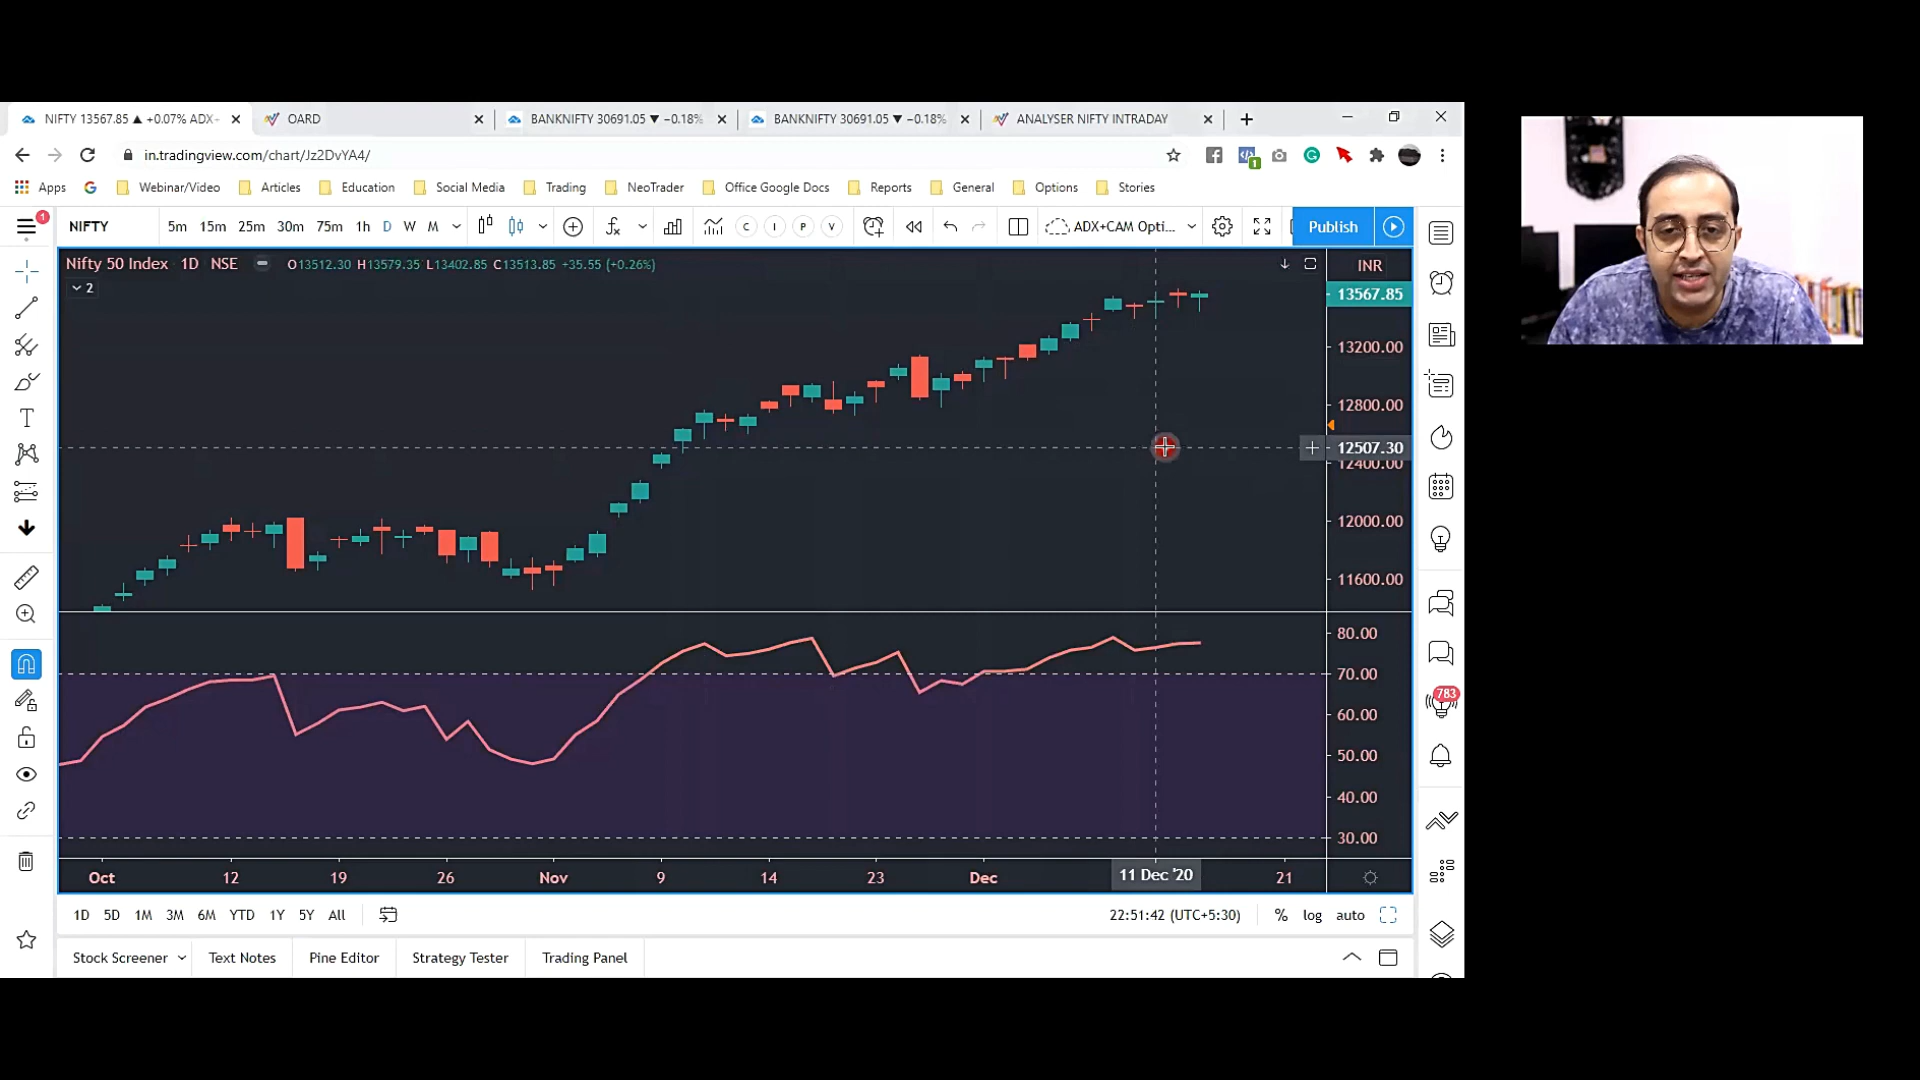 NIFTY 13567.85 ▲ +0.07% ADX-
OARD
BANKNIFTY 30691.05 ▼ −0.18%
BANKNIFTY 30691.05 ▼ −0.18%
ANALYSER NIFTY INTRADAY
in.tradingview.com/chart/Jz2DvYA4/
1
Apps
Webinar/Video
Articles
Education
Social Media
Trading
NeoTrader
Office Google Docs
Reports
General
Options
Stories
1
NIFTY
5m 15m 25m 30m 75m 1h D W M
C I P V
ADX+CAM Opti...
Publish
Nifty 50 Index 1D NSE
O13512.30 H13579.35 L13402.85 C13513.85 +35.55 (+0.26%)
INR
2
13567.85
13200.00
12800.00
12507.30
12400.00
12000.00
11600.00
80.00
70.00
60.00
50.00
40.00
30.00
783
Oct 12 19 26 Nov 9 14 23 Dec 11 Dec '20 21
1D 5D 1M 3M 6M YTD 1Y 5Y All
22:51:42 (UTC+5:30)
% log auto
Stock Screener
Text Notes
Pine Editor
Strategy Tester
Trading Panel